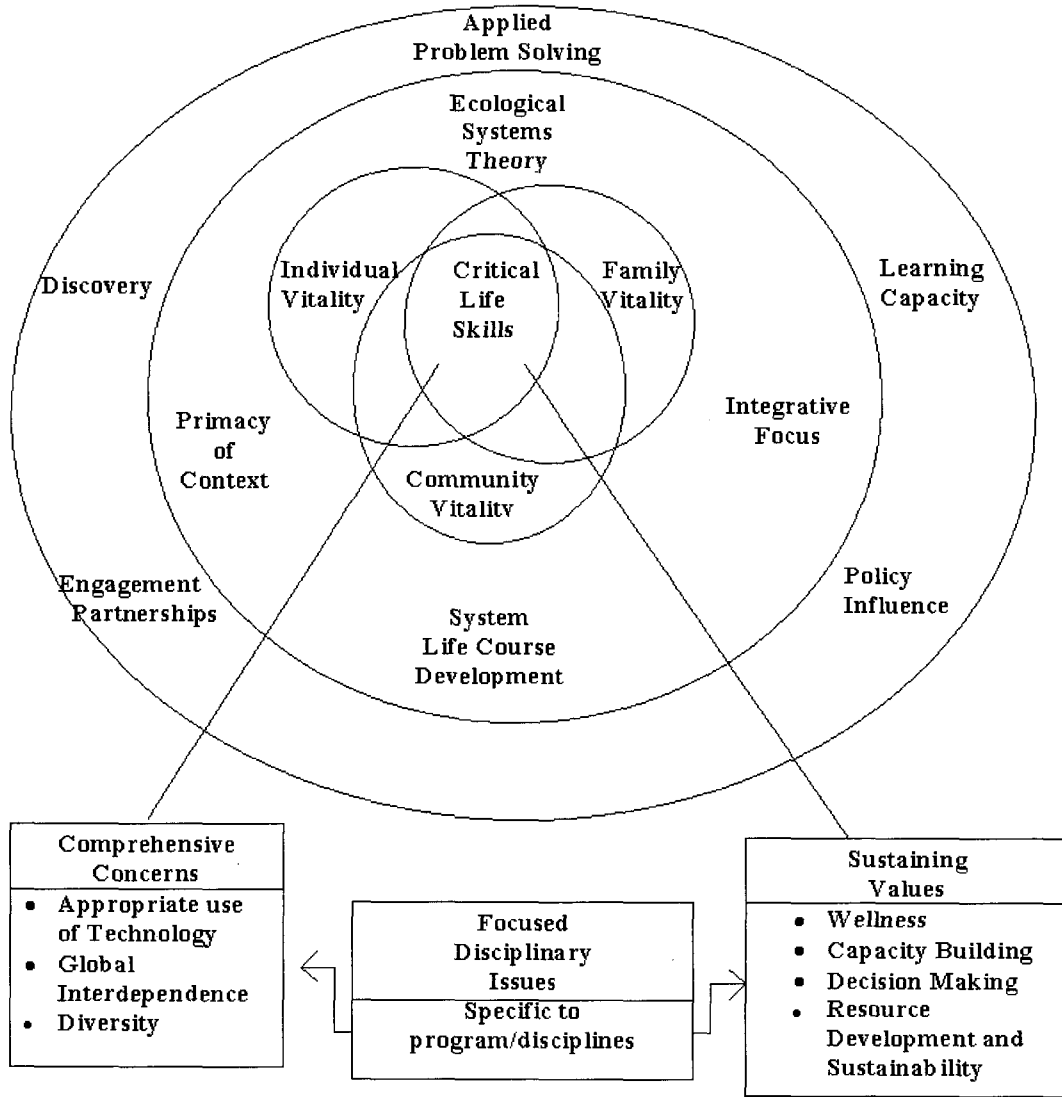 Applied
Problem Solving
Ecological
Systems
Theory
Individual
Vitality
Critical
Life
Skills
Family
Vitality
Discovery
Learning
Capacity
Primacy
of
Context
Integrative
Focus
Community
Vitality
Engagement
Partnerships
System
Life Course
Development
Policy
Influence
Comprehensive
Concerns
• Appropriate use
of Technology
• Global
Interdependence
• Diversity
Focused
Disciplinary
Issues
Specific to
program/disciplines
Sustaining
Values
• Wellness
• Capacity Building
• Decision Making
• Resource
Development and
Sustainability